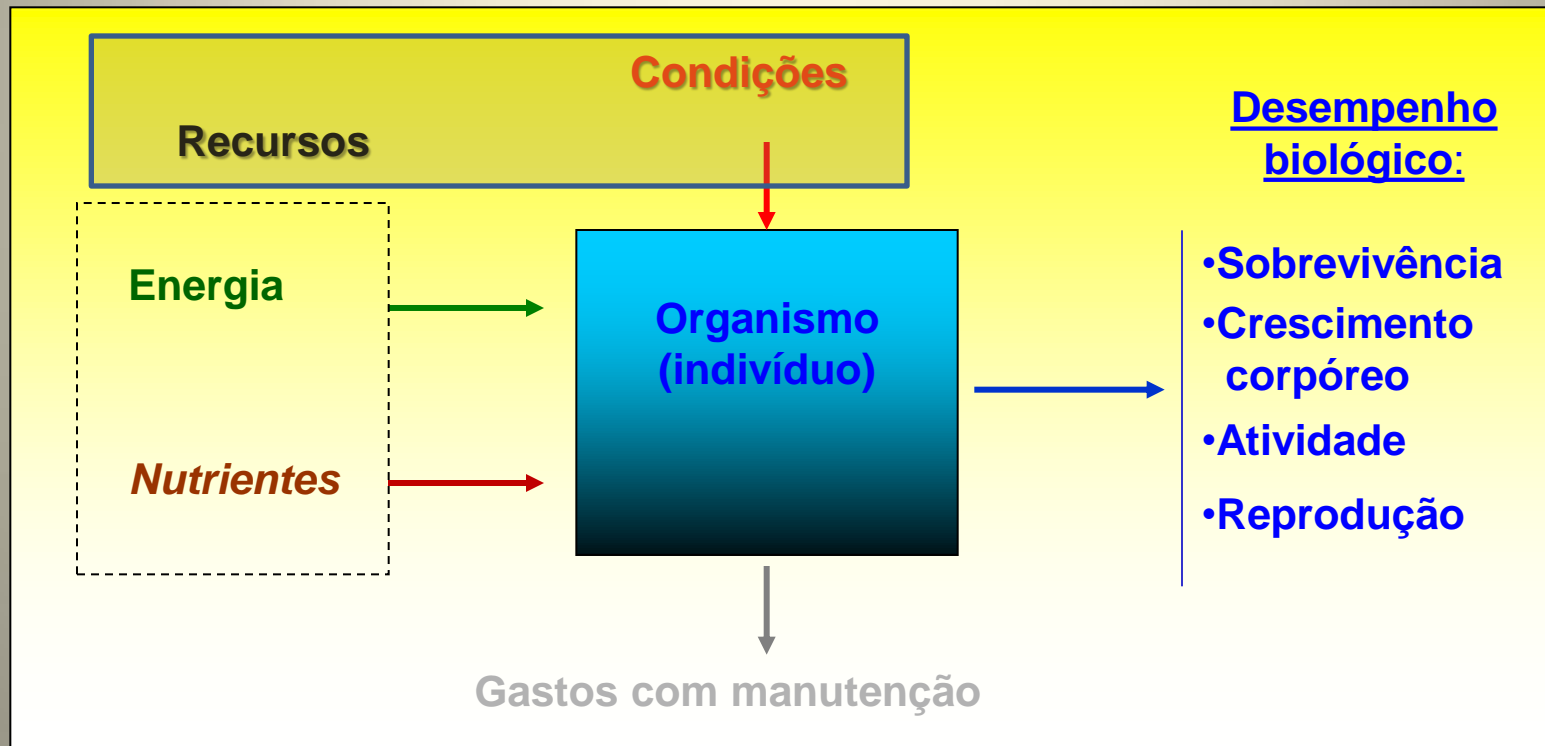 Condições
Recursos
Energia
Nutrientes
Organismo
(indivíduo)
Gastos com manutenção
Desempenho
biológico:
•Sobrevivência
•Crescimento
corpóreo
•Atividade
•Reprodução